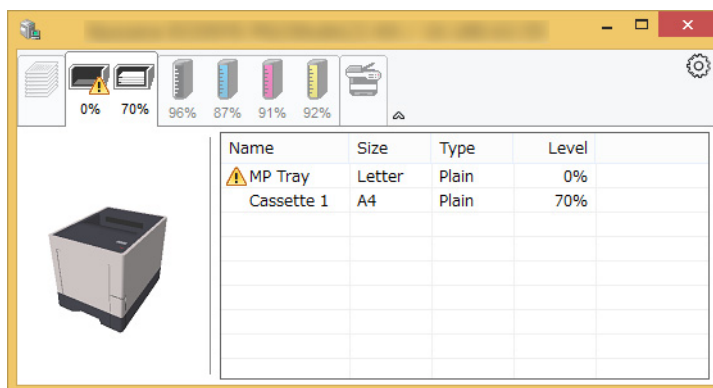 0% 70% 96% 87% 91% 92%
Name Size Type Level
MP Tray Letter Plain 0%
Cassette 1 A4 Plain 70%